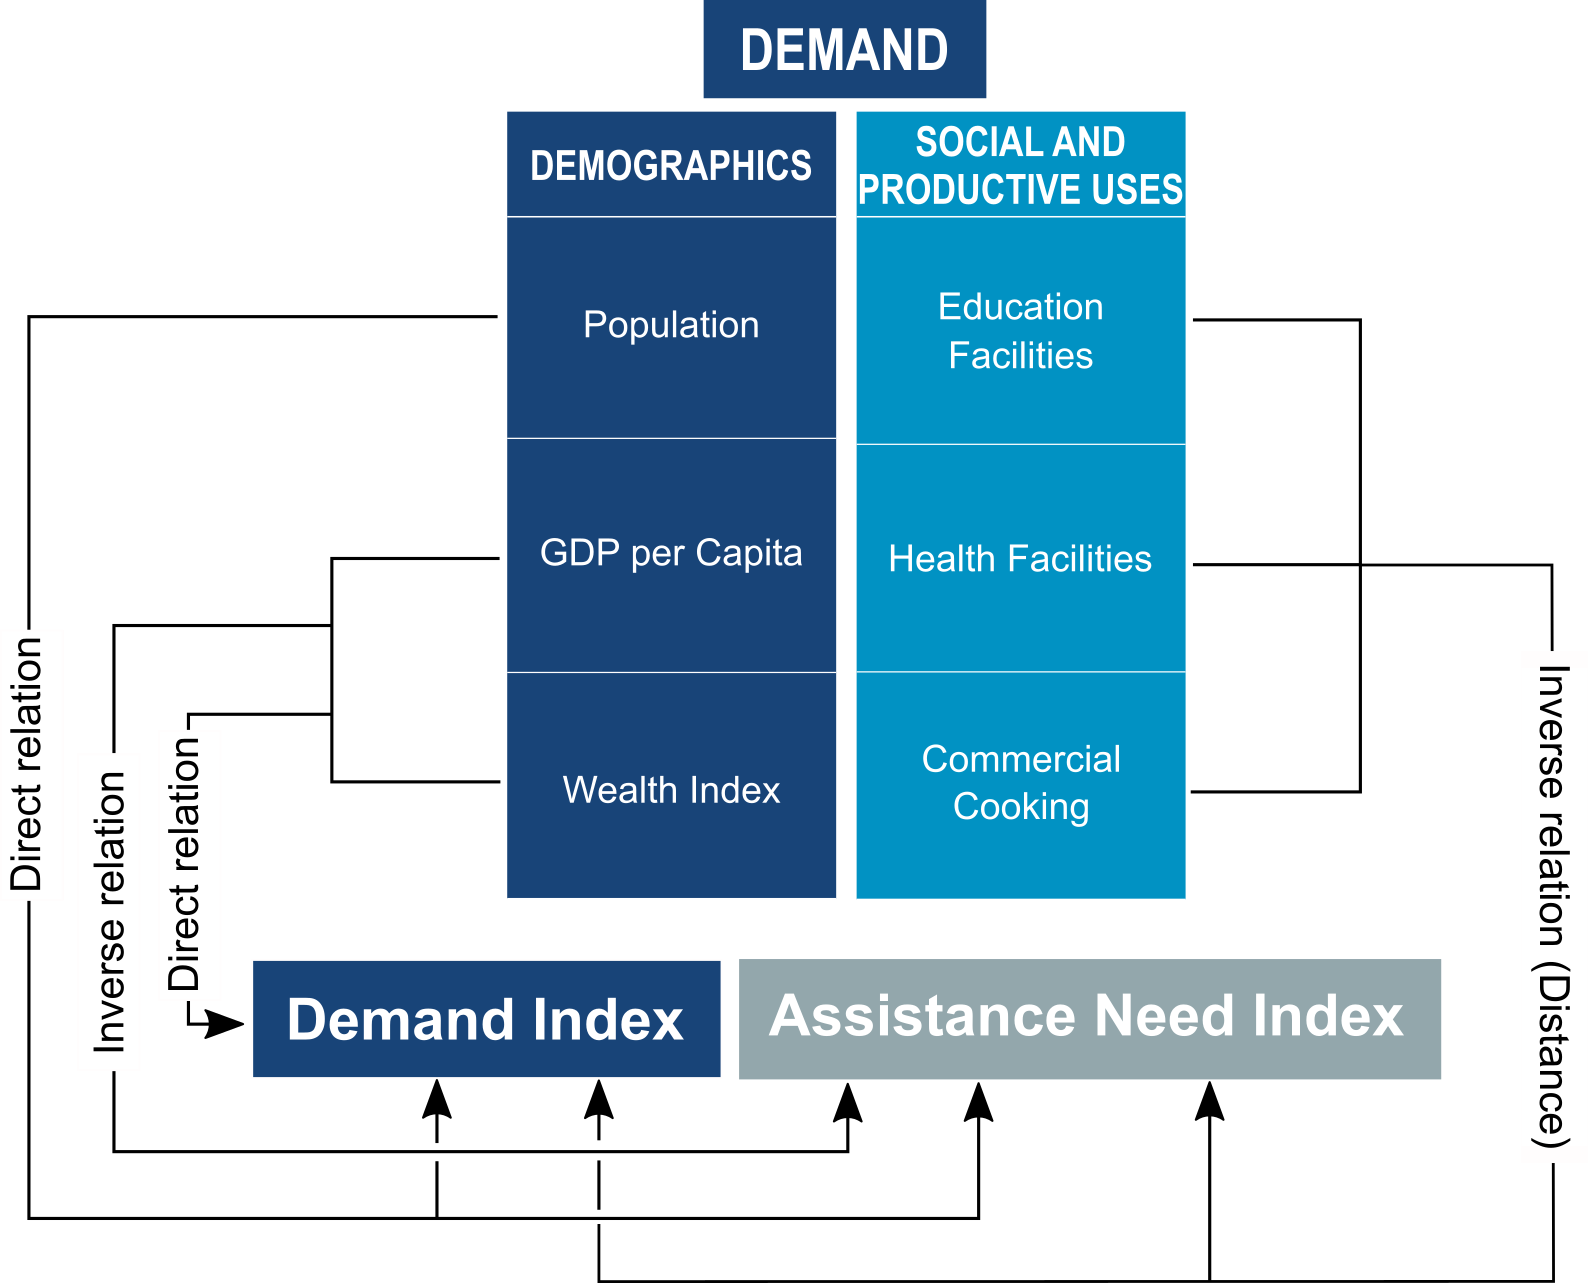 DEMAND
DEMOGRAPHICS
SOCIAL AND
PRODUCTIVE USES
Population
Education
Facilities
GDP per Capita
Health Facilities
Wealth Index
Commercial
Cooking
Direct relation
Inverse relation
Direct relation
Inverse relation (Distance)
Demand Index
Assistance Need Index